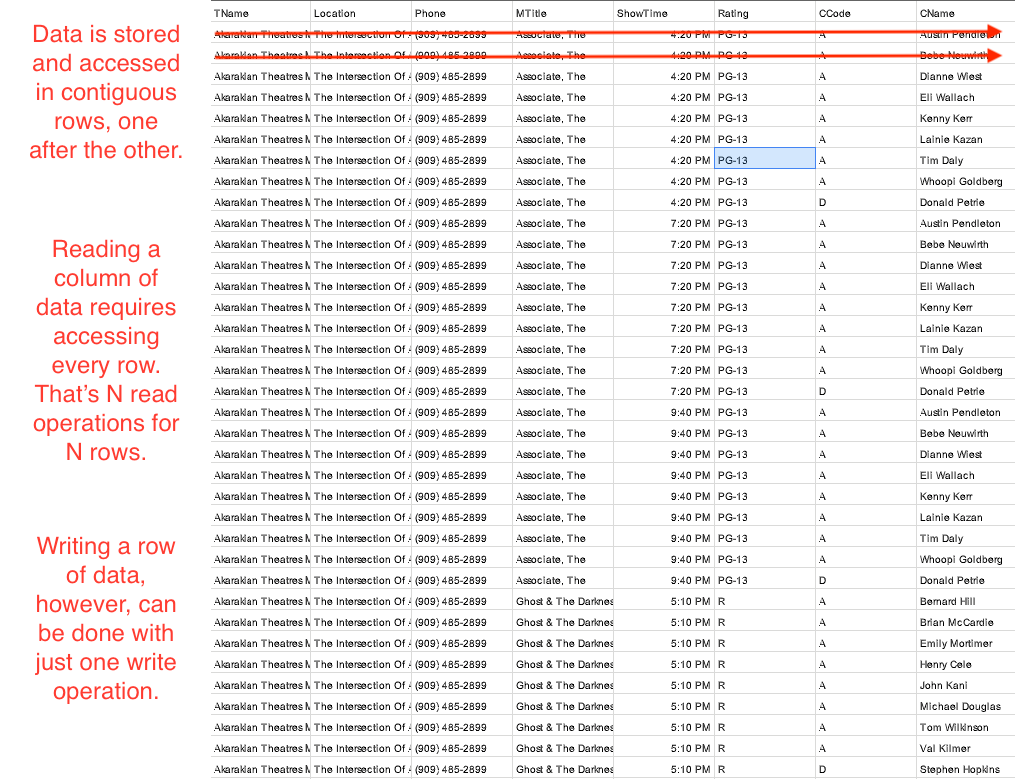 Data is stored
and accessed
in contiguous
rows, one
after the other.
Reading a
column of
data requires
accessing
every row.
That's N read
operations for
N rows.
Writing a row
of data,
however, can
be done with
just one write
operation.
TName Location Phone MTitle ShowTime Rating CCode CName
Akarakian Theatres M The Intersection Of A (909) 485-2899 Associate, The 4:20 PM PG-13 A Austin Pendleton
Akarakian Theatres M The Intersection Of A (909) 485-2899 Associate, The 4:20 PM PG-13 A Bebe Neuwirth
Akarakian Theatres M The Intersection Of A (909) 485-2899 Associate, The 4:20 PM PG-13 A Dianne Wiest
Akarakian Theatres M The Intersection Of A (909) 485-2899 Associate, The 4:20 PM PG-13 A Eli Wallach
Akarakian Theatres M The Intersection Of A (909) 485-2899 Associate, The 4:20 PM PG-13 A Kenny Kerr
Akarakian Theatres M The Intersection Of A (909) 485-2899 Associate, The 4:20 PM PG-13 A Lainie Kazan
Akarakian Theatres M The Intersection Of A (909) 485-2899 Associate, The 4:20 PM PG-13 A Tim Daly
Akarakian Theatres M The Intersection Of A (909) 485-2899 Associate, The 4:20 PM PG-13 A Whoopi Goldberg
Akarakian Theatres M The Intersection Of A (909) 485-2899 Associate, The 4:20 PM PG-13 D Donald Petrie
Akarakian Theatres M The Intersection Of A (909) 485-2899 Associate, The 7:20 PM PG-13 A Austin Pendleton
Akarakian Theatres M The Intersection Of A (909) 485-2899 Associate, The 7:20 PM PG-13 A Bebe Neuwirth
Akarakian Theatres M The Intersection Of A (909) 485-2899 Associate, The 7:20 PM PG-13 A Dianne Wiest
Akarakian Theatres M The Intersection Of A (909) 485-2899 Associate, The 7:20 PM PG-13 A Eli Wallach
Akarakian Theatres M The Intersection Of A (909) 485-2899 Associate, The 7:20 PM PG-13 A Kenny Kerr
Akarakian Theatres M The Intersection Of A (909) 485-2899 Associate, The 7:20 PM PG-13 A Lainie Kazan
Akarakian Theatres M The Intersection Of A (909) 485-2899 Associate, The 7:20 PM PG-13 A Tim Daly
Akarakian Theatres M The Intersection Of A (909) 485-2899 Associate, The 7:20 PM PG-13 A Whoopi Goldberg
Akarakian Theatres M The Intersection Of A (909) 485-2899 Associate, The 7:20 PM PG-13 D Donald Petrie
Akarakian Theatres M The Intersection Of A (909) 485-2899 Associate, The 9:40 PM PG-13 A Austin Pendleton
Akarakian Theatres M The Intersection Of A (909) 485-2899 Associate, The 9:40 PM PG-13 A Bebe Neuwirth
Akarakian Theatres M The Intersection Of A (909) 485-2899 Associate, The 9:40 PM PG-13 A Dianne Wiest
Akarakian Theatres M The Intersection Of A (909) 485-2899 Associate, The 9:40 PM PG-13 A Eli Wallach
Akarakian Theatres M The Intersection Of A (909) 485-2899 Associate, The 9:40 PM PG-13 A Kenny Kerr
Akarakian Theatres M The Intersection Of A (909) 485-2899 Associate, The 9:40 PM PG-13 A Lainie Kazan
Akarakian Theatres M The Intersection Of A (909) 485-2899 Associate, The 9:40 PM PG-13 A Tim Daly
Akarakian Theatres M The Intersection Of A (909) 485-2899 Associate, The 9:40 PM PG-13 A Whoopi Goldberg
Akarakian Theatres M The Intersection Of A (909) 485-2899 Associate, The 9:40 PM PG-13 D Donald Petrie
Akarakian Theatres M The Intersection Of A (909) 485-2899 Ghost & The Darknes 5:10 PM R A Bernard Hill
Akarakian Theatres M The Intersection Of A (909) 485-2899 Ghost & The Darknes 5:10 PM R A Brian McCardie
Akarakian Theatres M The Intersection Of A (909) 485-2899 Ghost & The Darknes 5:10 PM R A Emily Mortimer
Akarakian Theatres M The Intersection Of A (909) 485-2899 Ghost & The Darknes 5:10 PM R A Henry Cele
Akarakian Theatres M The Intersection Of A (909) 485-2899 Ghost & The Darknes 5:10 PM R A John Kani
Akarakian Theatres M The Intersection Of A (909) 485-2899 Ghost & The Darknes 5:10 PM R A Michael Douglas
Akarakian Theatres M The Intersection Of A (909) 485-2899 Ghost & The Darknes 5:10 PM R A Tom Wilkinson
Akarakian Theatres M The Intersection Of A (909) 485-2899 Ghost & The Darknes 5:10 PM R A Val Kilmer
Akarakian Theatres M The Intersection Of A (909) 485-2899 Ghost & The Darknes 5:10 PM R D Stephen Hopkins